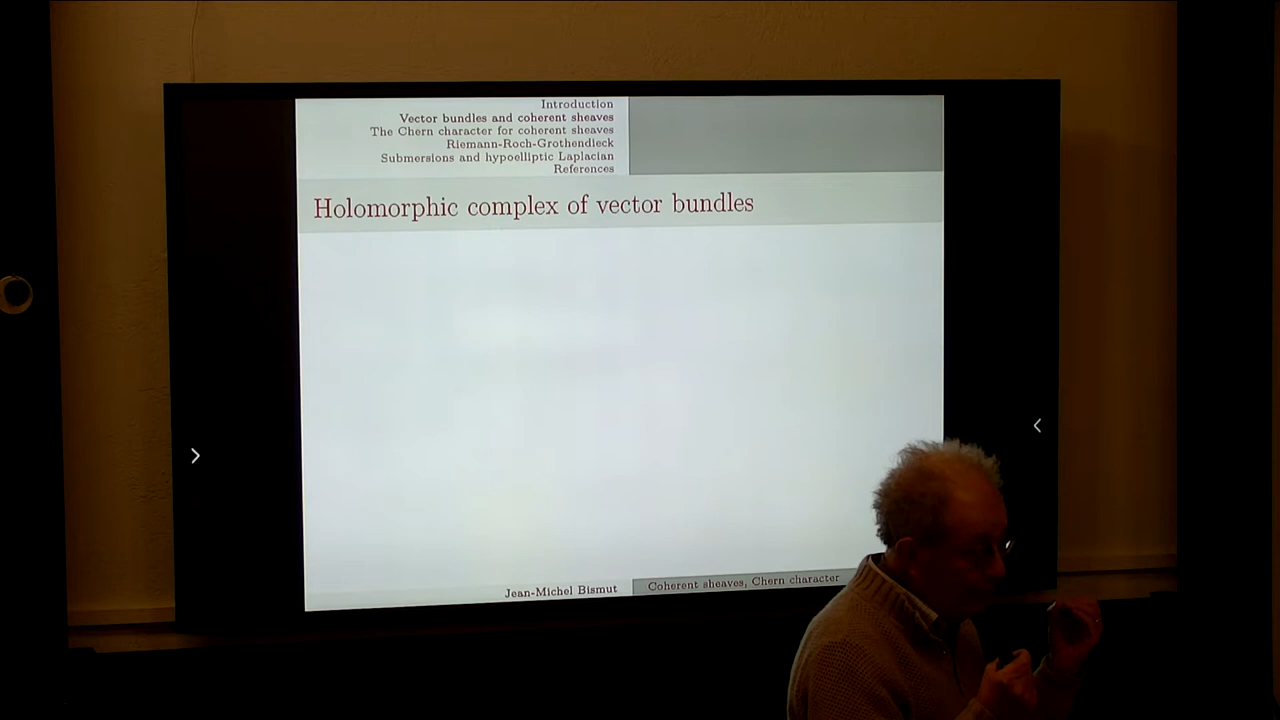 Introduction
Vector bundles and coherent sheaves
The Chern character for coherent sheaves
Riemann-Roch-Grothendieck
Submersions and hypoelliptic Laplacian
References
Holomorphic complex of vector bundles
Jean-Michel Bismut
Coherent sheaves, Chern character